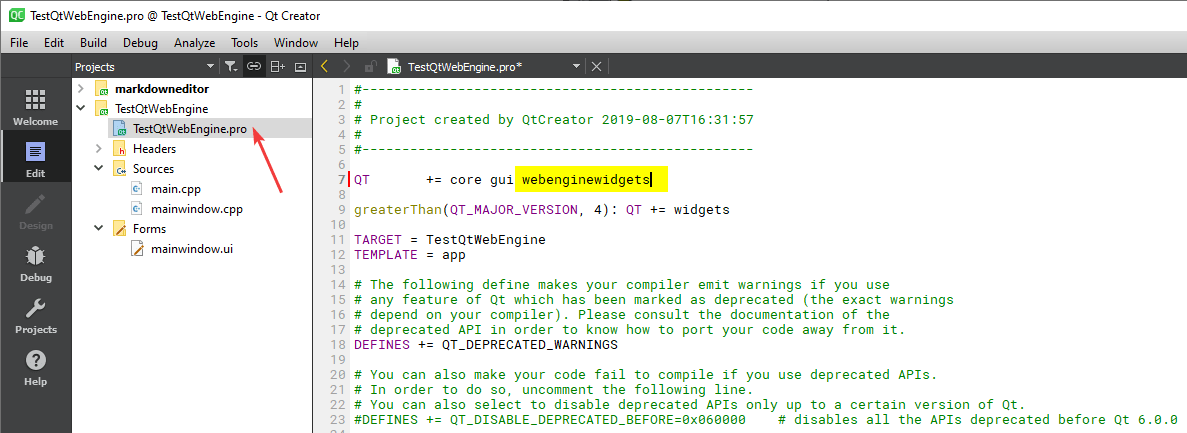 QC TestQtWebEngine.pro @ TestQtWebEngine - Qt Creator
File Edit Build Debug Analyze Tools Window Help
Projects
TestQtWebEngine.pro*
Welcome
Edit
Design
Debug
Projects
Help
markdowneditor
TestQtWebEngine
TestQtWebEngine.pro
Headers
Sources
main.cpp
mainwindow.cpp
Forms
mainwindow.ui
1 #----------------------------------------------------
2 #
3 # Project created by QtCreator 2019-08-07T16:31:57
4 #
5 #----------------------------------------------------
6
7 QT       += core gui webenginewidgets
8
9 greaterThan(QT_MAJOR_VERSION, 4): QT += widgets
10
11 TARGET = TestQtWebEngine
12 TEMPLATE = app
13
14 # The following define makes your compiler emit warnings if you use
15 # any feature of Qt which has been marked as deprecated (the exact warnings
16 # depend on your compiler). Please consult the documentation of the
17 # deprecated API in order to know how to port your code away from it.
18 DEFINES += QT_DEPRECATED_WARNINGS
19
20 # You can also make your code fail to compile if you use deprecated APIs.
21 # In order to do so, uncomment the following line.
22 # You can also select to disable deprecated APIs only up to a certain version of Qt.
23 #DEFINES += QT_DISABLE_DEPRECATED_BEFORE=0x060000    # disables all the APIs deprecated before Qt 6.0.0